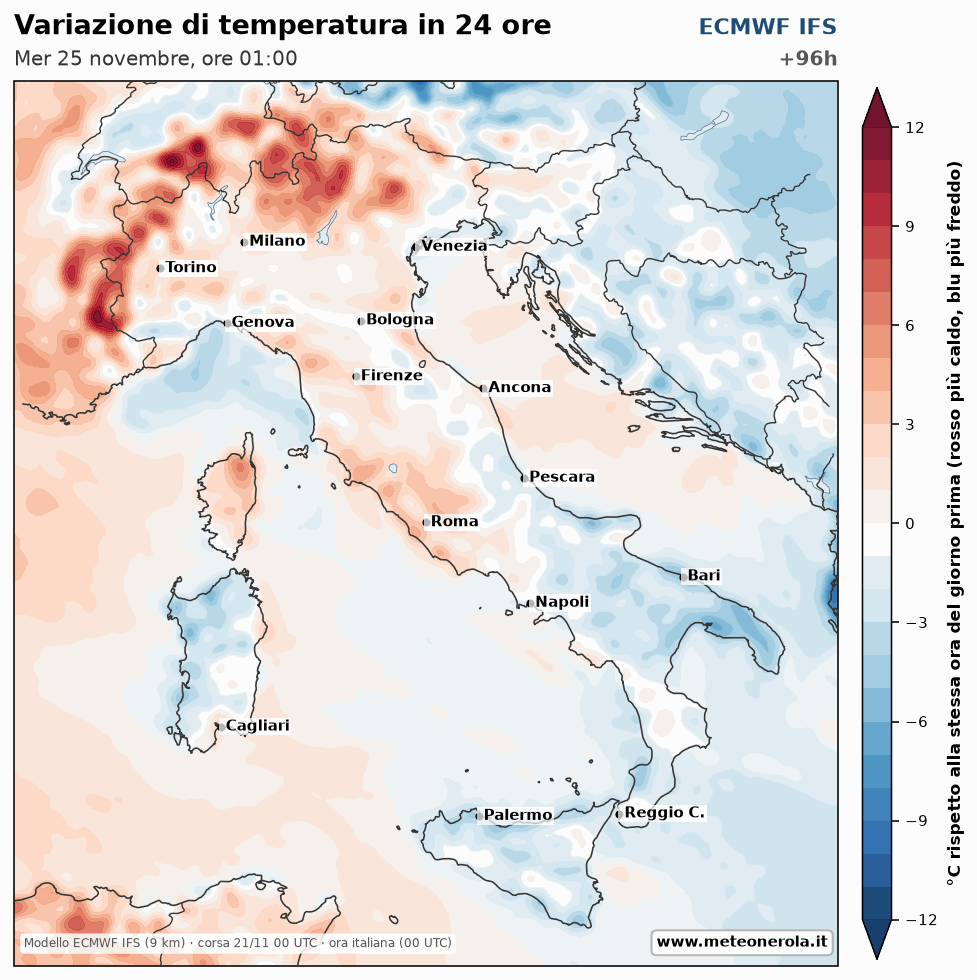 Variazione di temperatura in 24 ore
ECMWF IFS
Mer 25 novembre, ore 01:00
+96h
Milano
Venezia
Torino
Genova
Bologna
Firenze
Ancona
Pescara
Roma
Bari
Napoli
Cagliari
Palermo
Reggio C.
12
9
6
3
0
−3
−6
−9
−12
°C rispetto alla stessa ora del giorno prima (rosso più caldo, blu più freddo)
Modello ECMWF IFS (9 km) · corsa 21/11 00 UTC · ora italiana (00 UTC)
www.meteonerola.it